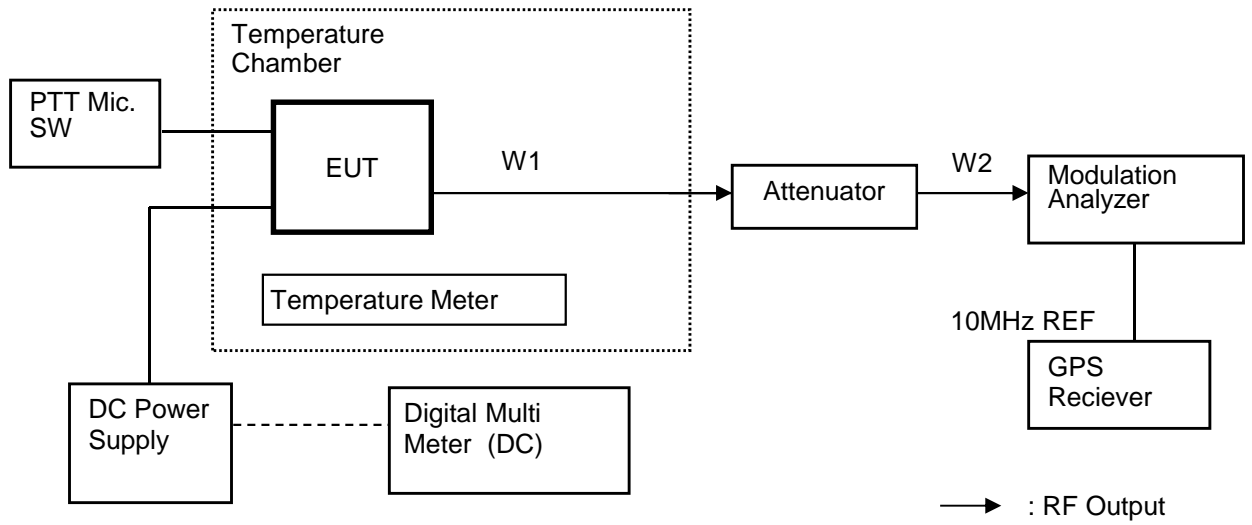 Temperature
Chamber
PTT Mic.
SW
EUT
W1
Attenuator
W2
Modulation
Analyzer
Temperature Meter
10MHz REF
GPS
Reciever
DC Power
Supply
Digital Multi
Meter (DC)
: RF Output